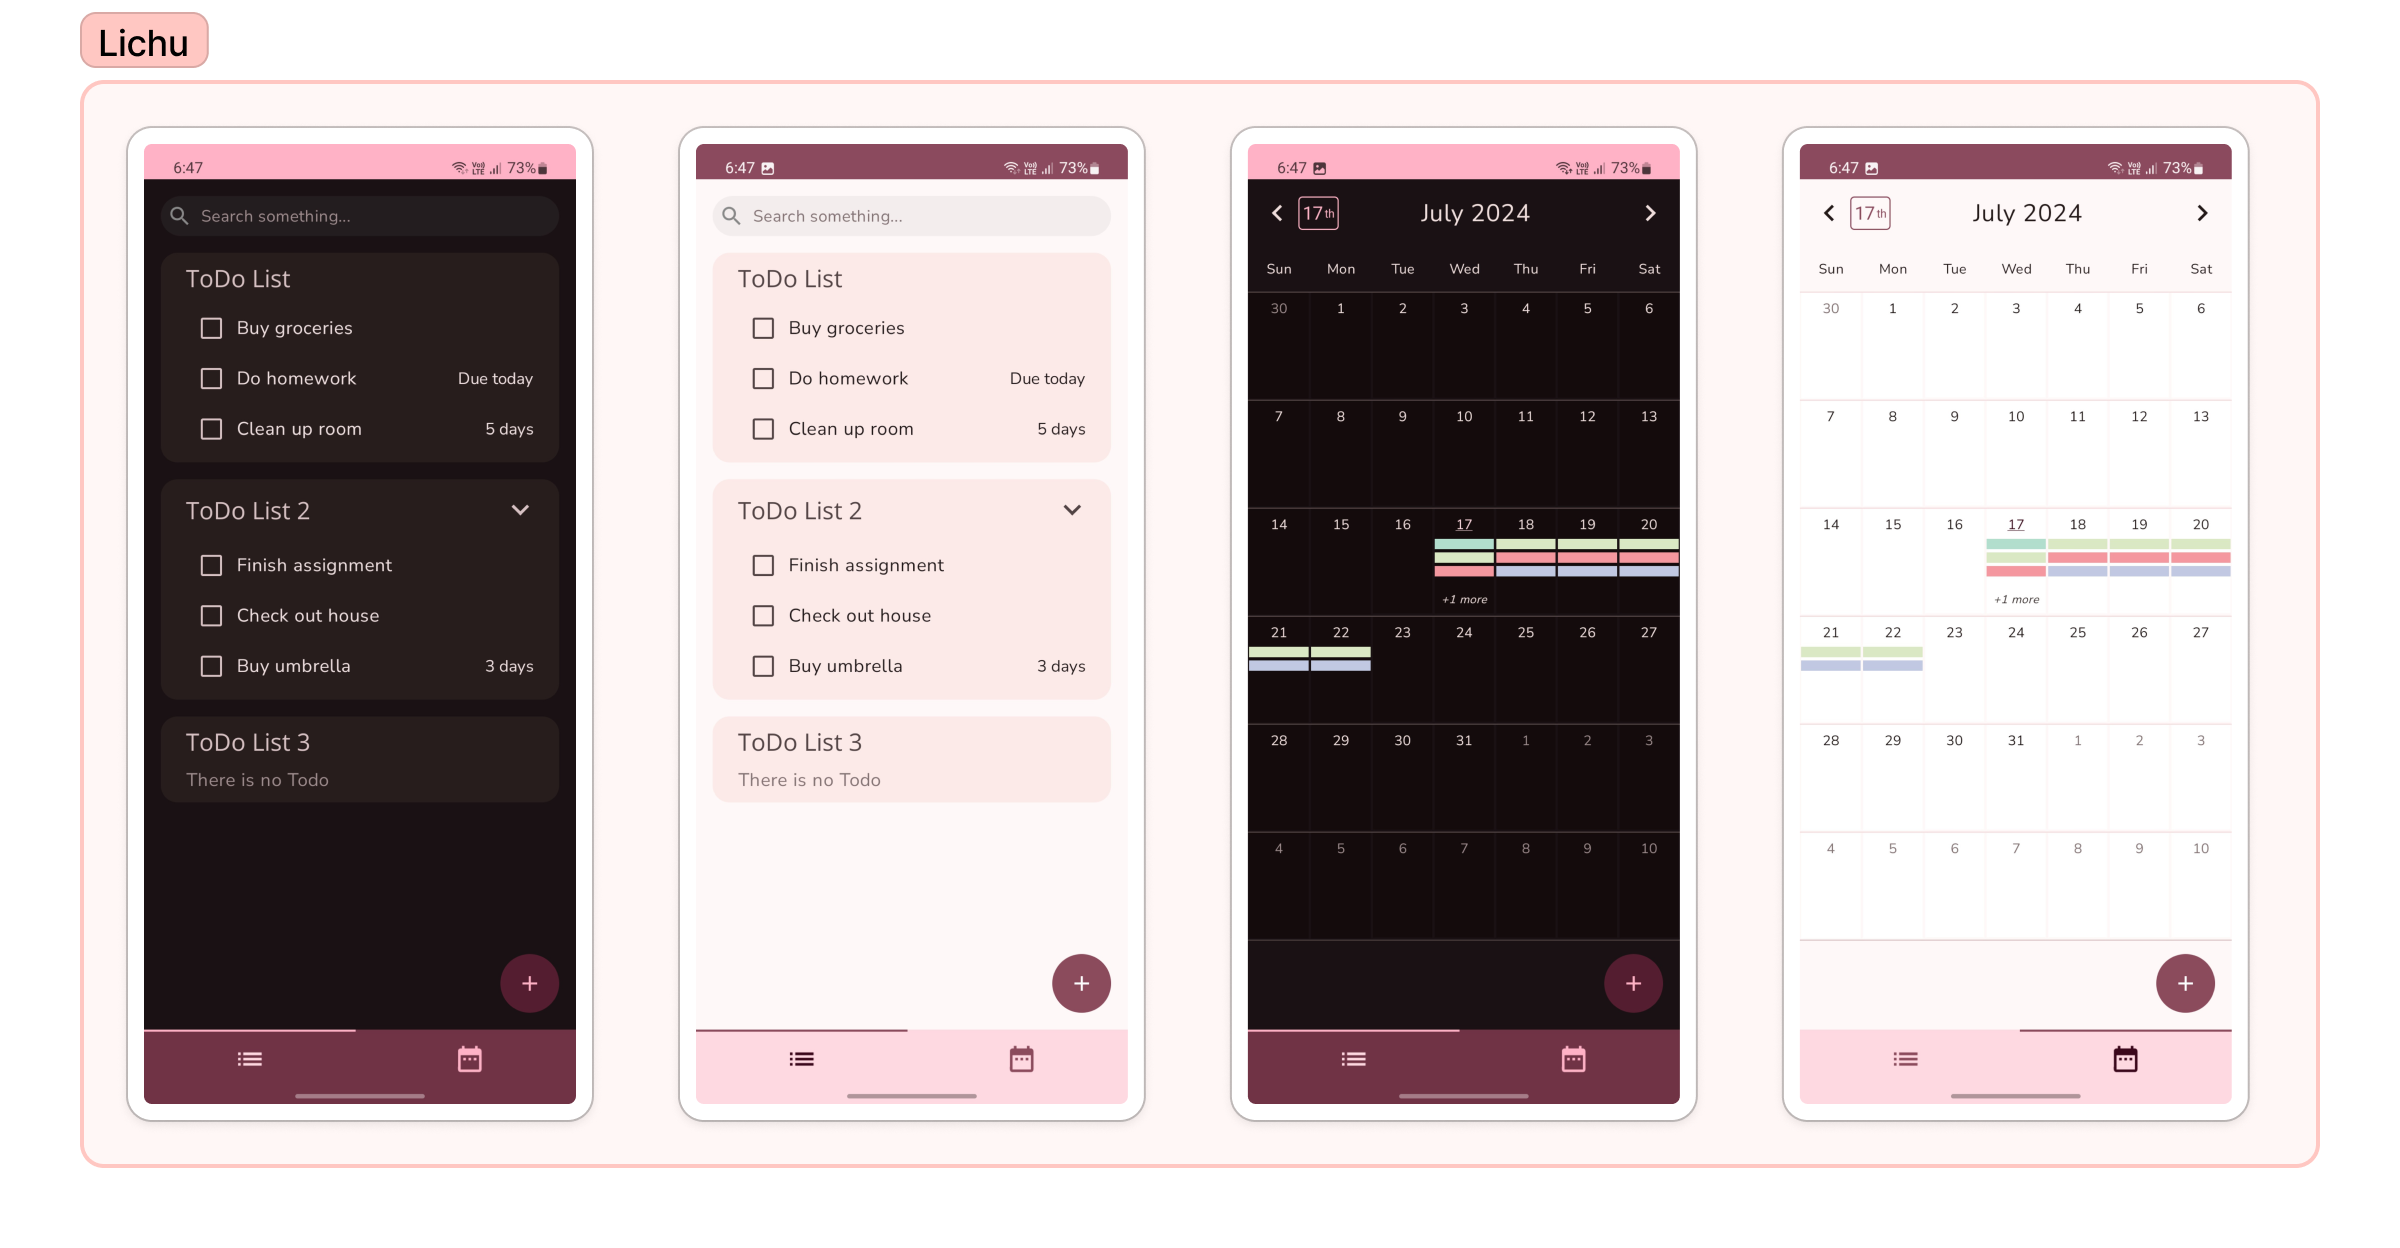 Lichu
6:47 Voi) LTE 73%
Search something...
ToDo List
Buy groceries
Do homework Due today
Clean up room 5 days
ToDo List 2
Finish assignment
Check out house
Buy umbrella 3 days
ToDo List 3
There is no Todo
+
6:47 Voi) LTE 73%
Search something...
ToDo List
Buy groceries
Do homework Due today
Clean up room 5 days
ToDo List 2
Finish assignment
Check out house
Buy umbrella 3 days
ToDo List 3
There is no Todo
+
6:47 Voi) LTE 73%
17th July 2024
Sun Mon Tue Wed Thu Fri Sat
30 1 2 3 4 5 6
7 8 9 10 11 12 13
14 15 16 17 18 19 20
+1 more
21 22 23 24 25 26 27
28 29 30 31 1 2 3
4 5 6 7 8 9 10
+
6:47 Voi) LTE 73%
17th July 2024
Sun Mon Tue Wed Thu Fri Sat
30 1 2 3 4 5 6
7 8 9 10 11 12 13
14 15 16 17 18 19 20
+1 more
21 22 23 24 25 26 27
28 29 30 31 1 2 3
4 5 6 7 8 9 10
+